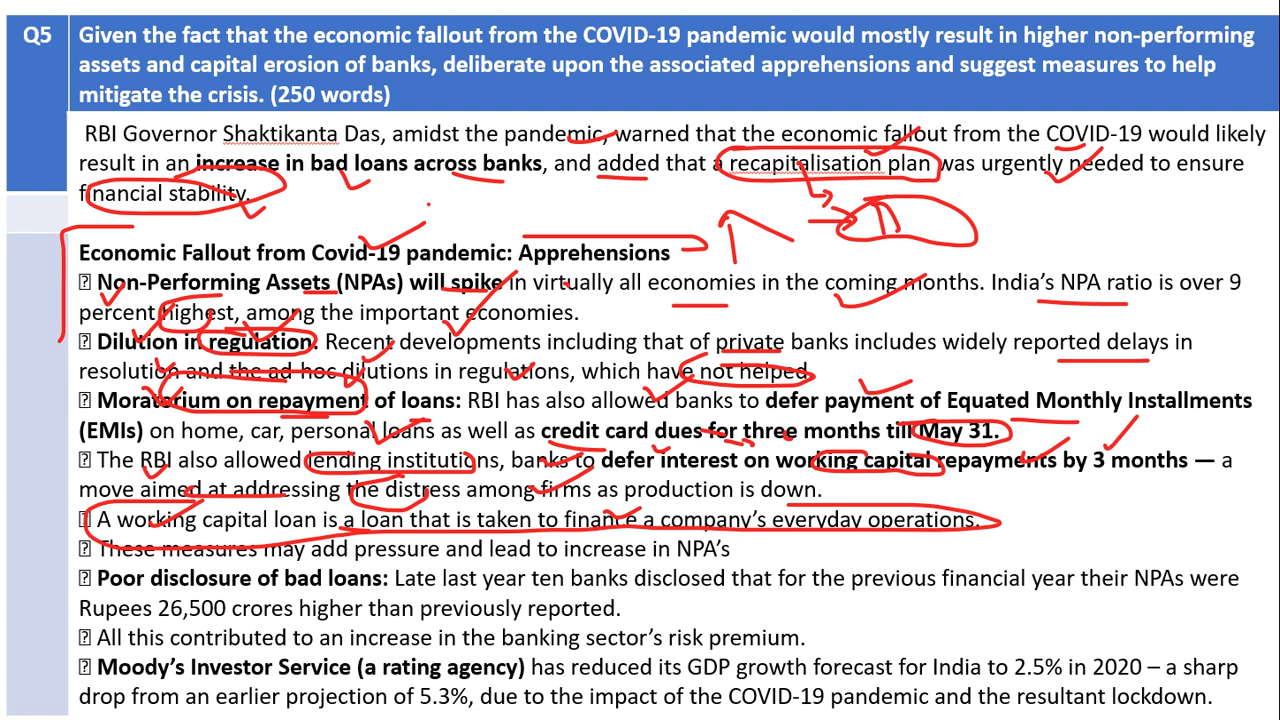 Q5
Given the fact that the economic fallout from the COVID-19 pandemic would mostly result in higher non-performing
assets and capital erosion of banks, deliberate upon the associated apprehensions and suggest measures to help
mitigate the crisis. (250 words)
RBI Governor Shaktikanta Das, amidst the pandemic, warned that the economic fallout from the COVID-19 would likely
result in an increase in bad loans across banks, and added that a recapitalisation plan was urgently needed to ensure
financial stability.
Economic Fallout from Covid-19 pandemic: Apprehensions
Non-Performing Assets (NPAs) will spike in virtually all economies in the coming months. India's NPA ratio is over 9
percent highest, among the important economies.
Dilution in regulation: Recent developments including that of private banks includes widely reported delays in
resolution and the ad-hoc dilutions in regulations, which have not helped.
Moratorium on repayment of loans: RBI has also allowed banks to defer payment of Equated Monthly Installments
(EMIs) on home, car, personal loans as well as credit card dues for three months till May 31.
The RBI also allowed lending institutions, banks to defer interest on working capital repayments by 3 months — a
move aimed at addressing the distress among firms as production is down.
A working capital loan is a loan that is taken to finance a company's everyday operations.
These measures may add pressure and lead to increase in NPA's
Poor disclosure of bad loans: Late last year ten banks disclosed that for the previous financial year their NPAs were
Rupees 26,500 crores higher than previously reported.
All this contributed to an increase in the banking sector's risk premium.
Moody's Investor Service (a rating agency) has reduced its GDP growth forecast for India to 2.5% in 2020 – a sharp
drop from an earlier projection of 5.3%, due to the impact of the COVID-19 pandemic and the resultant lockdown.